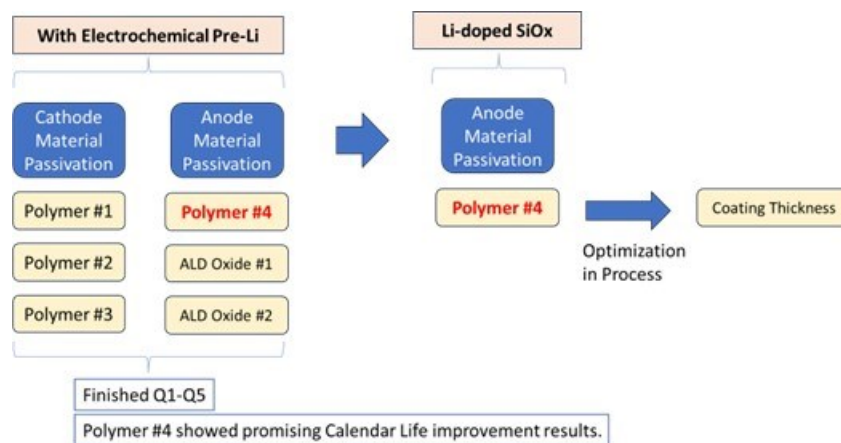 With Electrochemical Pre-Li
Li-doped SiOx
Cathode
Material
Passivation
Anode
Material
Passivation
Anode
Material
Passivation
Polymer #1
Polymer #4
Polymer #4
Coating Thickness
Optimization
in Process
Polymer #2
ALD Oxide #1
Polymer #3
ALD Oxide #2
Finished Q1-Q5
Polymer #4 showed promising Calendar Life improvement results.